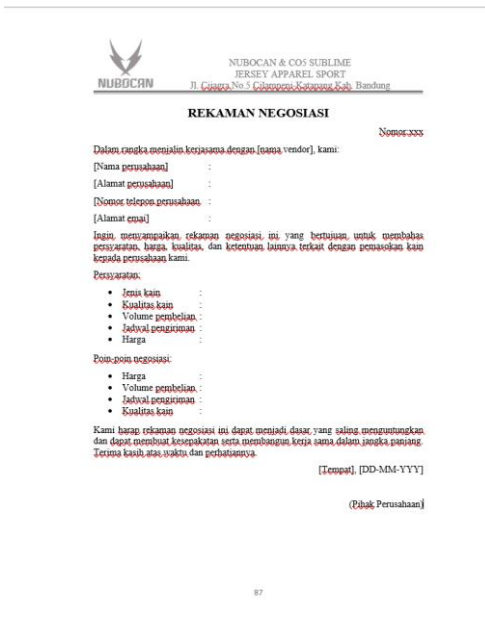 NUBOCAN
NUBOCAN & CO5 SUBLIME
JERSEY APPAREL SPORT
Jl. Cijagra No.5 Cilampeni-Katapang Kab. Bandung
REKAMAN NEGOSIASI
Nomor:xxx
Dalam rangka menjalin kerjasama dengan [nama vendor], kami:
[Nama perusahaan] :
[Alamat perusahaan] :
[Nomor telepon perusahaan :
[Alamat emai] :
Ingin menyampaikan rekaman negosiasi ini yang bertujuan untuk membahas
persyaratan, harga, kualitas, dan ketentuan lainnya terkait dengan pemasokan kain
kepada perusahaan kami.
Persyaratan:
• Jenis kain :
• Kualitas kain :
• Volume pembelian :
• Jadwal pengiriman :
• Harga :
Poin-poin negosiasi:
• Harga :
• Volume pembelian :
• Jadwal pengiriman :
• Kualitas kain :
Kami harap rekaman negosiasi ini dapat menjadi dasar yang saling menguntungkan
dan dapat membuat kesepakatan serta membangun kerja sama dalam jangka panjang.
Terima kasih atas waktu dan perhatiannya.
[Tempat], [DD-MM-YYY]
(Pihak Perusahaan)
87